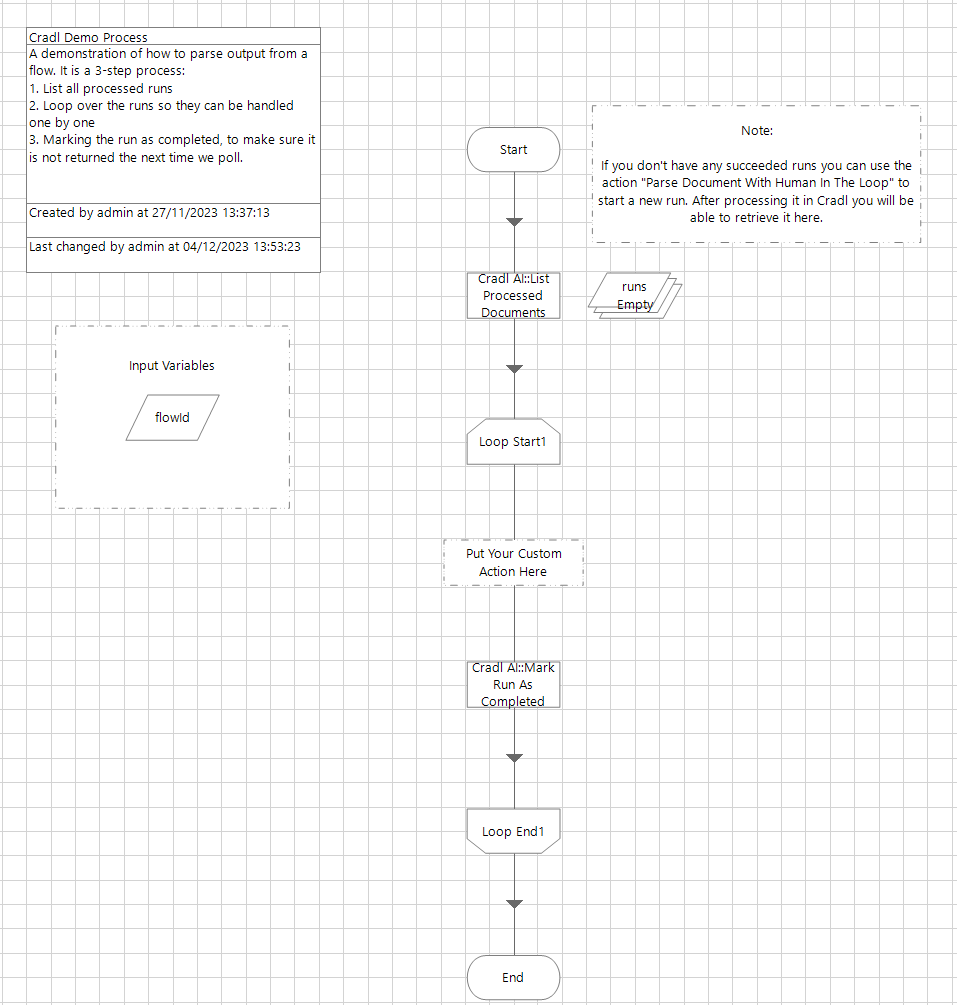 Cradl Demo Process
A demonstration of how to parse output from a
flow. It is a 3-step process:
1. List all processed runs
2. Loop over the runs so they can be handled
one by one
3. Marking the run as completed, to make sure it
is not returned the next time we poll.
Created by admin at 27/11/2023 13:37:13
Last changed by admin at 04/12/2023 13:53:23
Input Variables
flowId
Start
Note:
If you don't have any succeeded runs you can use the
action "Parse Document With Human In The Loop" to
start a new run. After processing it in Cradl you will be
able to retrieve it here.
Cradl AI::List
Processed
Documents
runs
Empty
Loop Start1
Put Your Custom
Action Here
Cradl AI::Mark
Run As
Completed
Loop End1
End